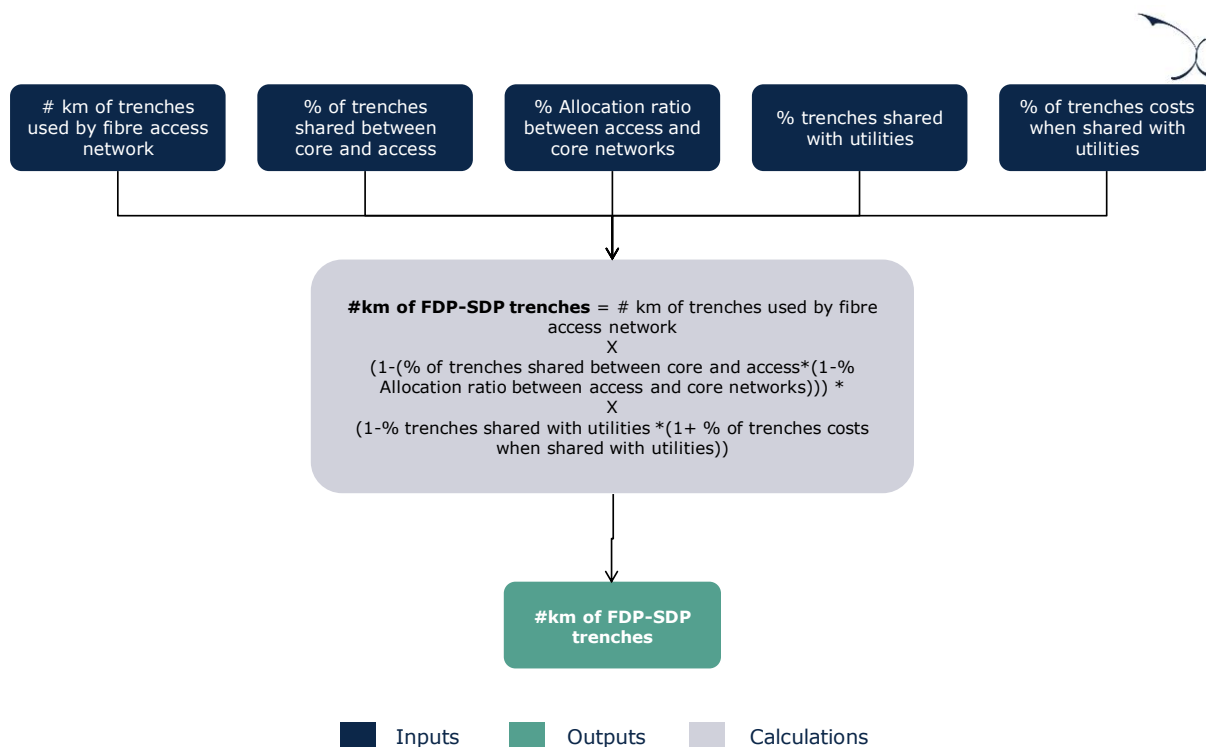 # km of trenches
used by fibre access
network
% of trenches
shared between
core and access
% Allocation ratio
between access and
core networks
% trenches shared
with utilities
% of trenches costs
when shared with
utilities
#km of FDP-SDP trenches = # km of trenches used by fibre
access network
X
(1-(% of trenches shared between core and access*(1-%
Allocation ratio between access and core networks))) *
X
(1-% trenches shared with utilities *(1+ % of trenches costs
when shared with utilities))
#km of FDP-SDP
trenches
Inputs
Outputs
Calculations